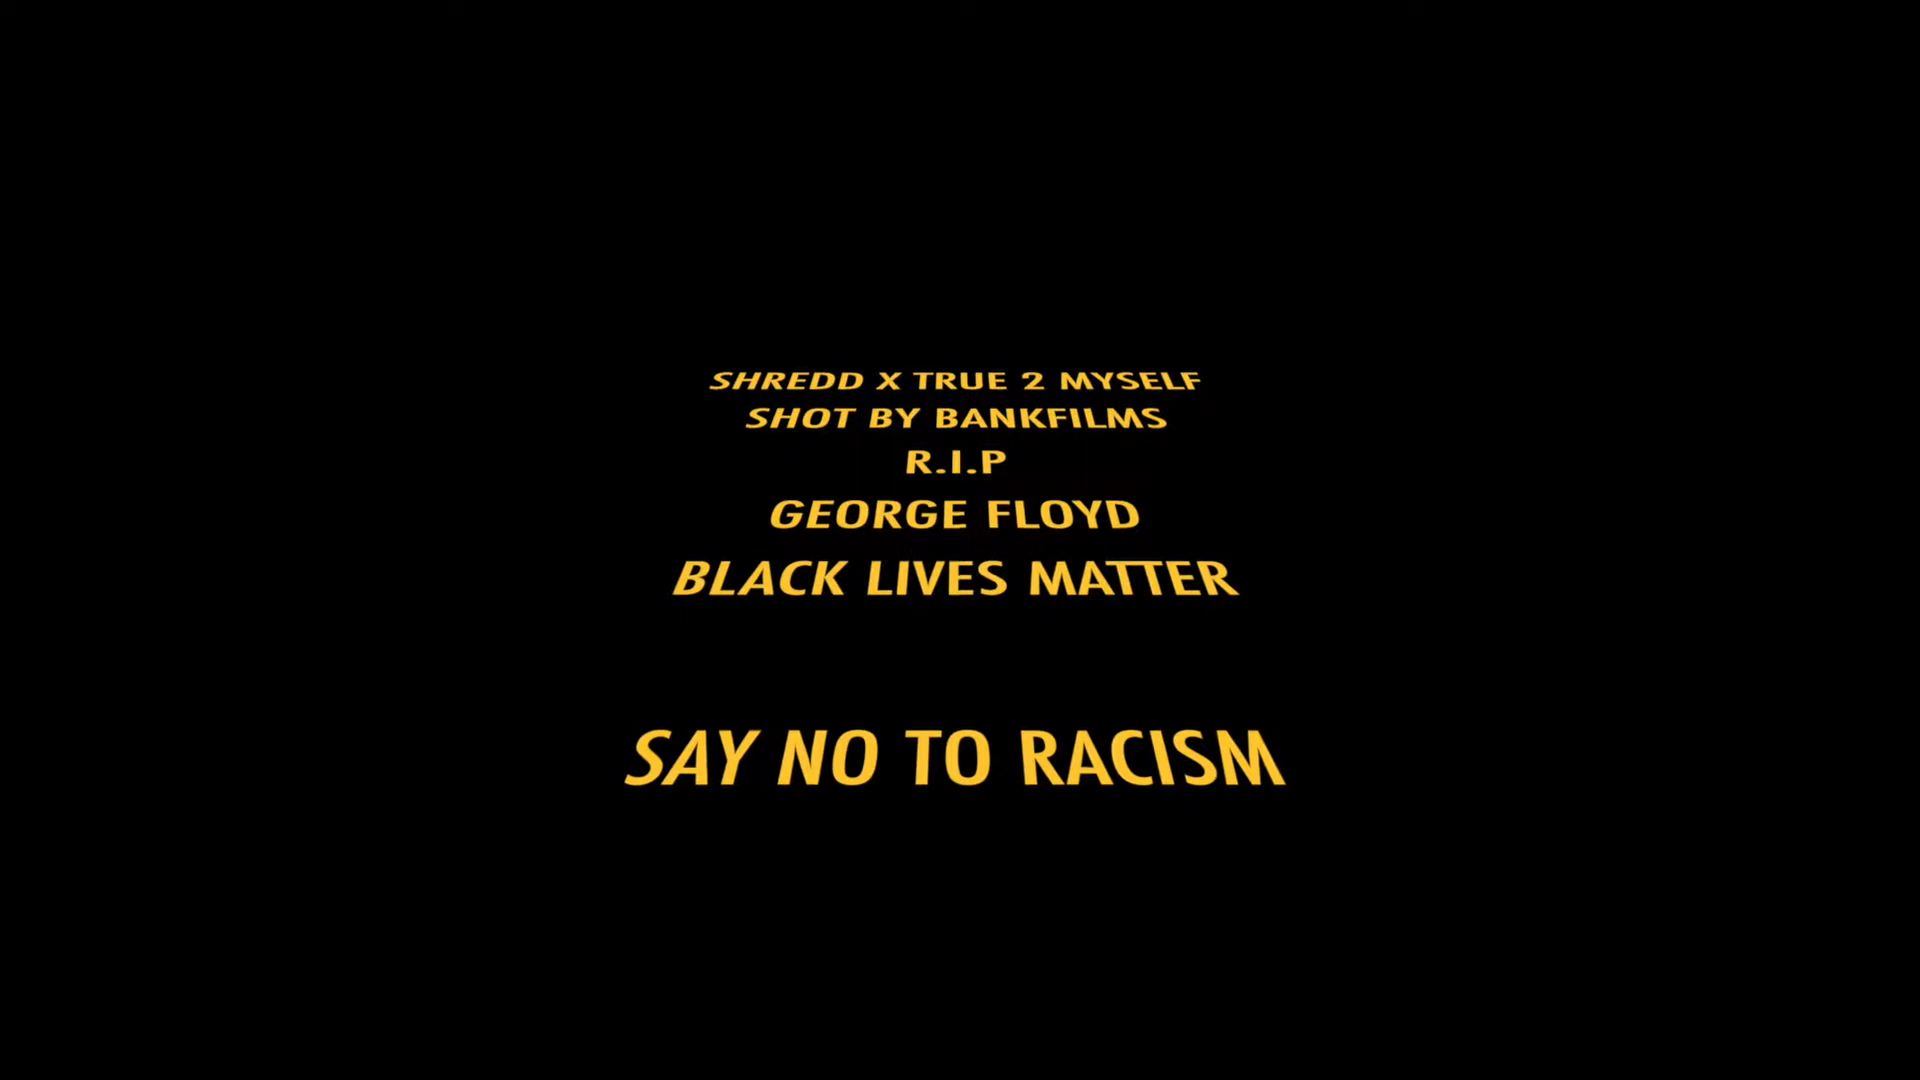 SHREDD X TRUE 2 MYSELF
SHOT BY BANKFILMS
R.I.P
GEORGE FLOYD
BLACK LIVES MATTER
SAY NO TO RACISM